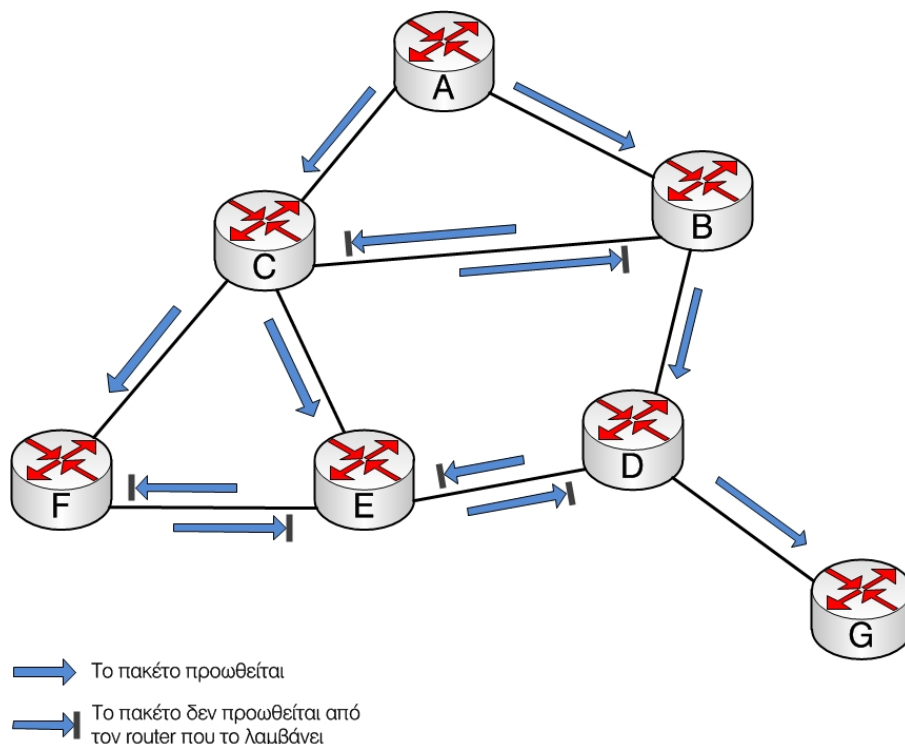 A
B
C
D
F
E
G
Το πακέτο προωθείται
Το πακέτο δεν προωθείται από
τον router που το λαμβάνει